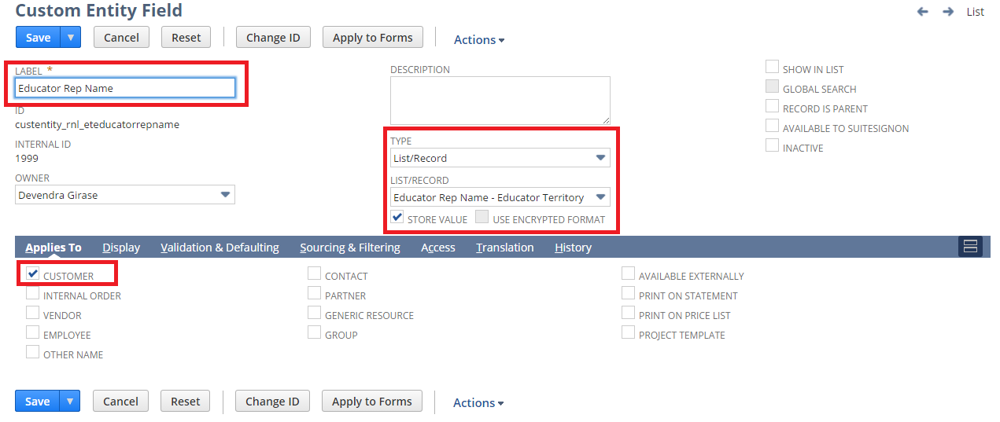 Custom Entity Field
List
Save Cancel Reset Change ID Apply to Forms Actions
LABEL *
Educator Rep Name
ID
custentity_rnl_eteducatorrepname
INTERNAL ID
1999
OWNER
Devendra Girase
DESCRIPTION
TYPE
List/Record
LIST/RECORD
Educator Rep Name - Educator Territory
STORE VALUE USE ENCRYPTED FORMAT
SHOW IN LIST
GLOBAL SEARCH
RECORD IS PARENT
AVAILABLE TO SUITESIGNON
INACTIVE
Applies To Display Validation & Defaulting Sourcing & Filtering Access Translation History
CUSTOMER
INTERNAL ORDER
VENDOR
EMPLOYEE
OTHER NAME
CONTACT
PARTNER
GENERIC RESOURCE
GROUP
AVAILABLE EXTERNALLY
PRINT ON STATEMENT
PRINT ON PRICE LIST
PROJECT TEMPLATE
Save Cancel Reset Change ID Apply to Forms Actions